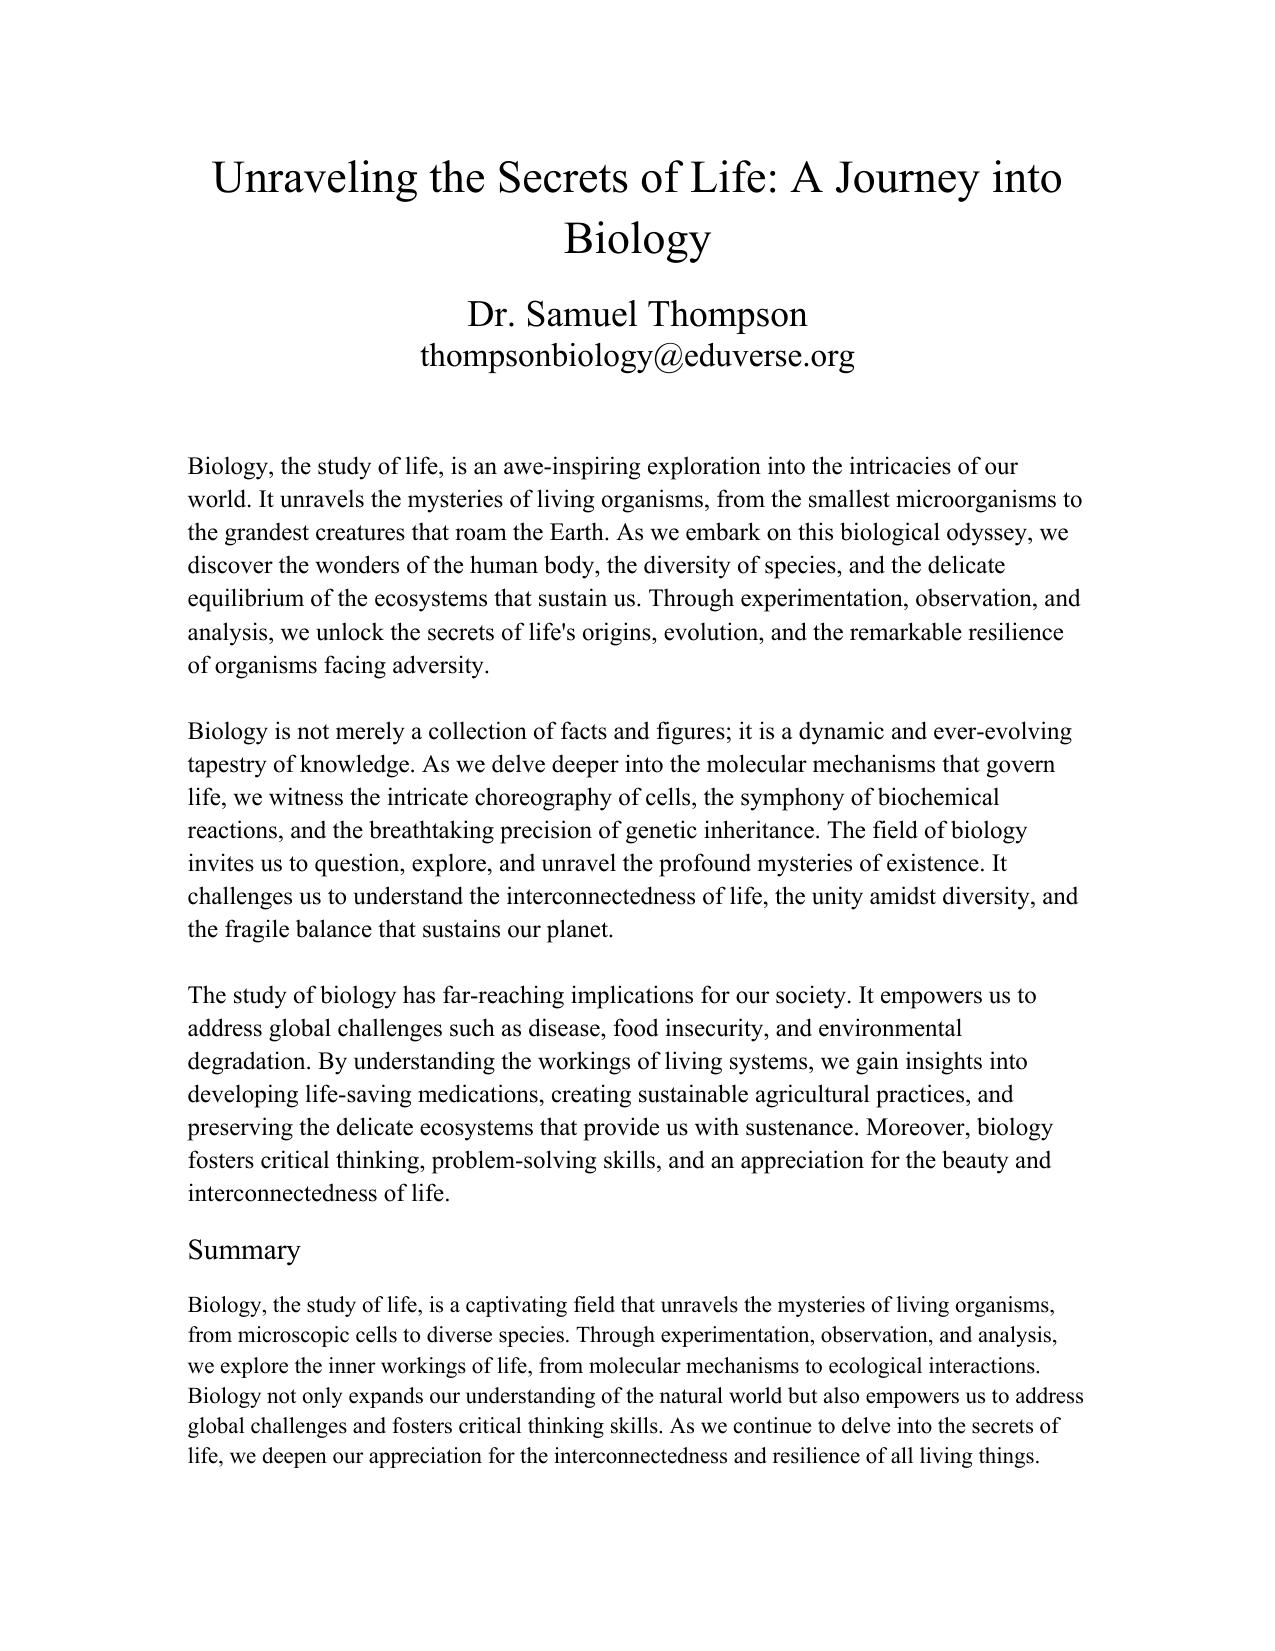 Unraveling the Secrets of Life: A Journey into
Biology
Dr. Samuel Thompson
thompsonbiology@eduverse.org
Biology, the study of life, is an awe-inspiring exploration into the intricacies of our
world. It unravels the mysteries of living organisms, from the smallest microorganisms to
the grandest creatures that roam the Earth. As we embark on this biological odyssey, we
discover the wonders of the human body, the diversity of species, and the delicate
equilibrium of the ecosystems that sustain us. Through experimentation, observation, and
analysis, we unlock the secrets of life's origins, evolution, and the remarkable resilience
of organisms facing adversity.
Biology is not merely a collection of facts and figures; it is a dynamic and ever-evolving
tapestry of knowledge. As we delve deeper into the molecular mechanisms that govern
life, we witness the intricate choreography of cells, the symphony of biochemical
reactions, and the breathtaking precision of genetic inheritance. The field of biology
invites us to question, explore, and unravel the profound mysteries of existence. It
challenges us to understand the interconnectedness of life, the unity amidst diversity, and
the fragile balance that sustains our planet.
The study of biology has far-reaching implications for our society. It empowers us to
address global challenges such as disease, food insecurity, and environmental
degradation. By understanding the workings of living systems, we gain insights into
developing life-saving medications, creating sustainable agricultural practices, and
preserving the delicate ecosystems that provide us with sustenance. Moreover, biology
fosters critical thinking, problem-solving skills, and an appreciation for the beauty and
interconnectedness of life.
Summary
Biology, the study of life, is a captivating field that unravels the mysteries of living organisms,
from microscopic cells to diverse species. Through experimentation, observation, and analysis,
we explore the inner workings of life, from molecular mechanisms to ecological interactions.
Biology not only expands our understanding of the natural world but also empowers us to address
global challenges and fosters critical thinking skills. As we continue to delve into the secrets of
life, we deepen our appreciation for the interconnectedness and resilience of all living things.